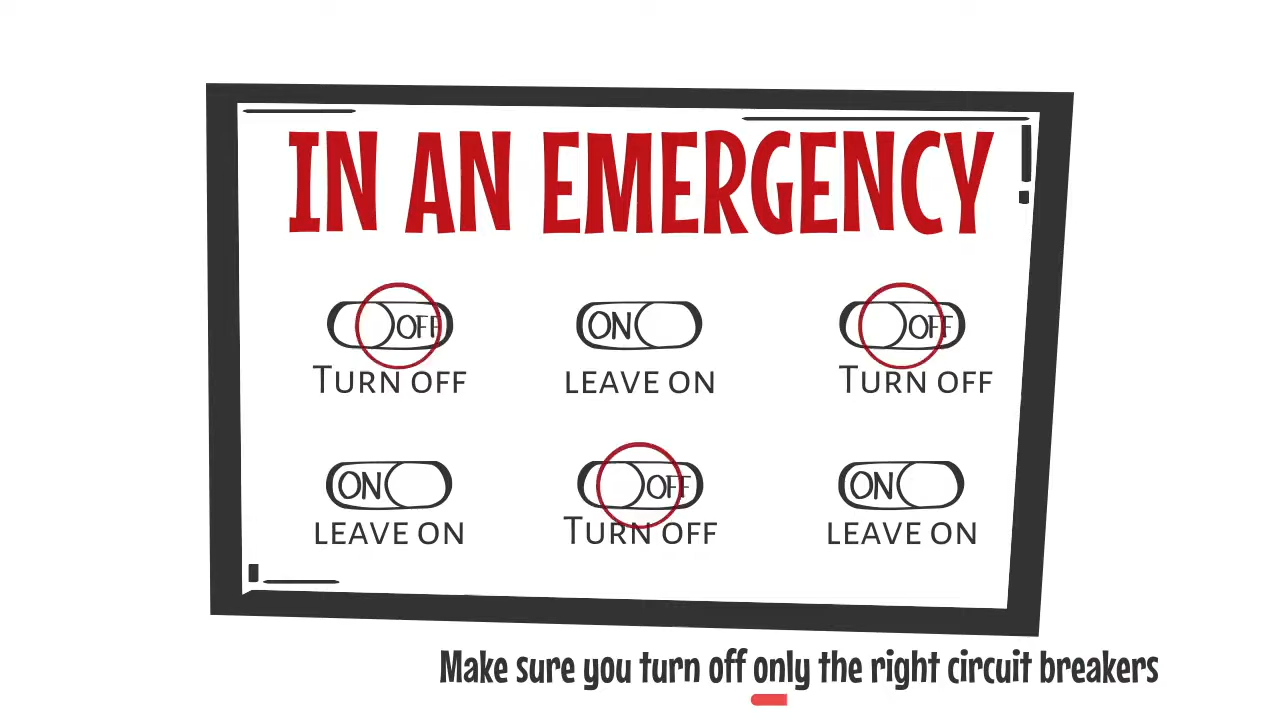 IN AN EMERGENCY
OFF ON OFF
TURN OFF LEAVE ON TURN OFF
ON OFF ON
LEAVE ON TURN OFF LEAVE ON
Make sure you turn off only the right circuit breakers